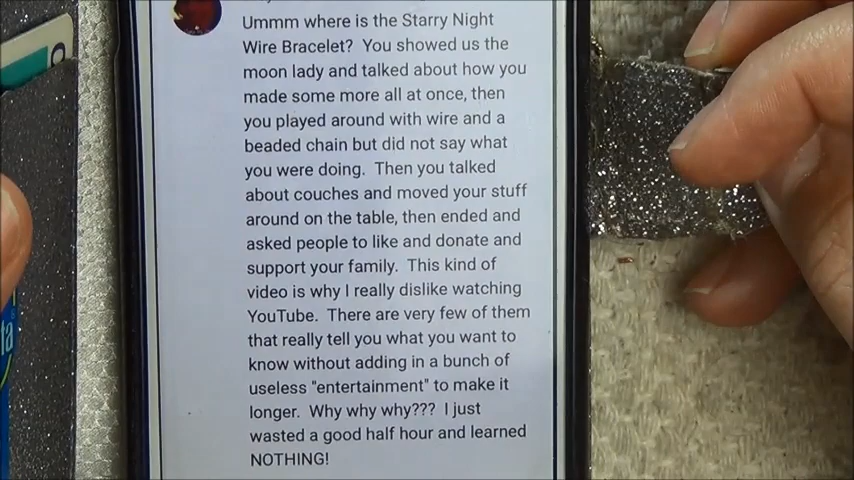 Ummm where is the Starry Night
Wire Bracelet?  You showed us the
moon lady and talked about how you
made some more all at once, then
you played around with wire and a
beaded chain but did not say what
you were doing.  Then you talked
about couches and moved your stuff
around on the table, then ended and
asked people to like and donate and
support your family.  This kind of
video is why I really dislike watching
YouTube.  There are very few of them
that really tell you what you want to
know without adding in a bunch of
useless "entertainment" to make it
longer.  Why why why???  I just
wasted a good half hour and learned
NOTHING!
ta